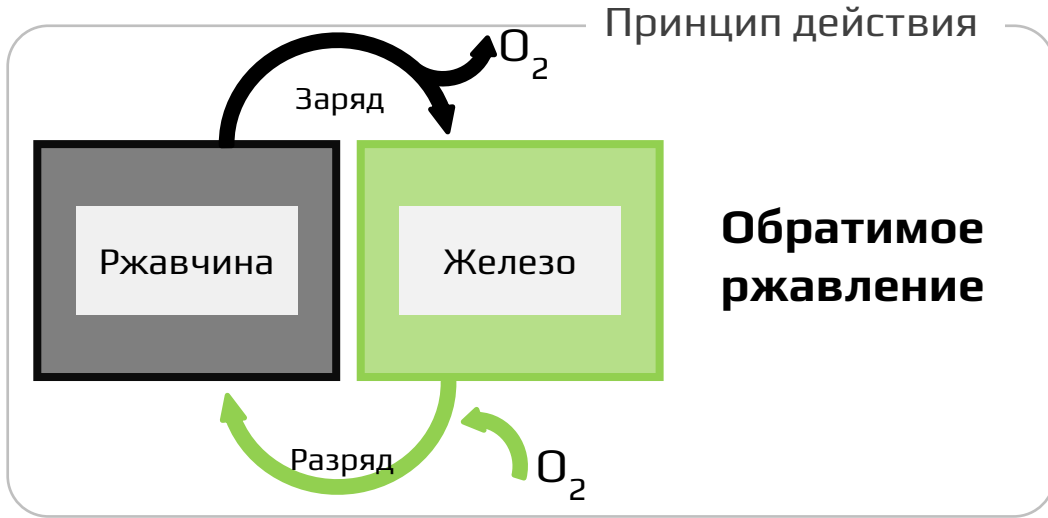 Принцип действия
O2
Заряд
Ржавчина
Железо
Обратимое
ржавление
Разряд
O2